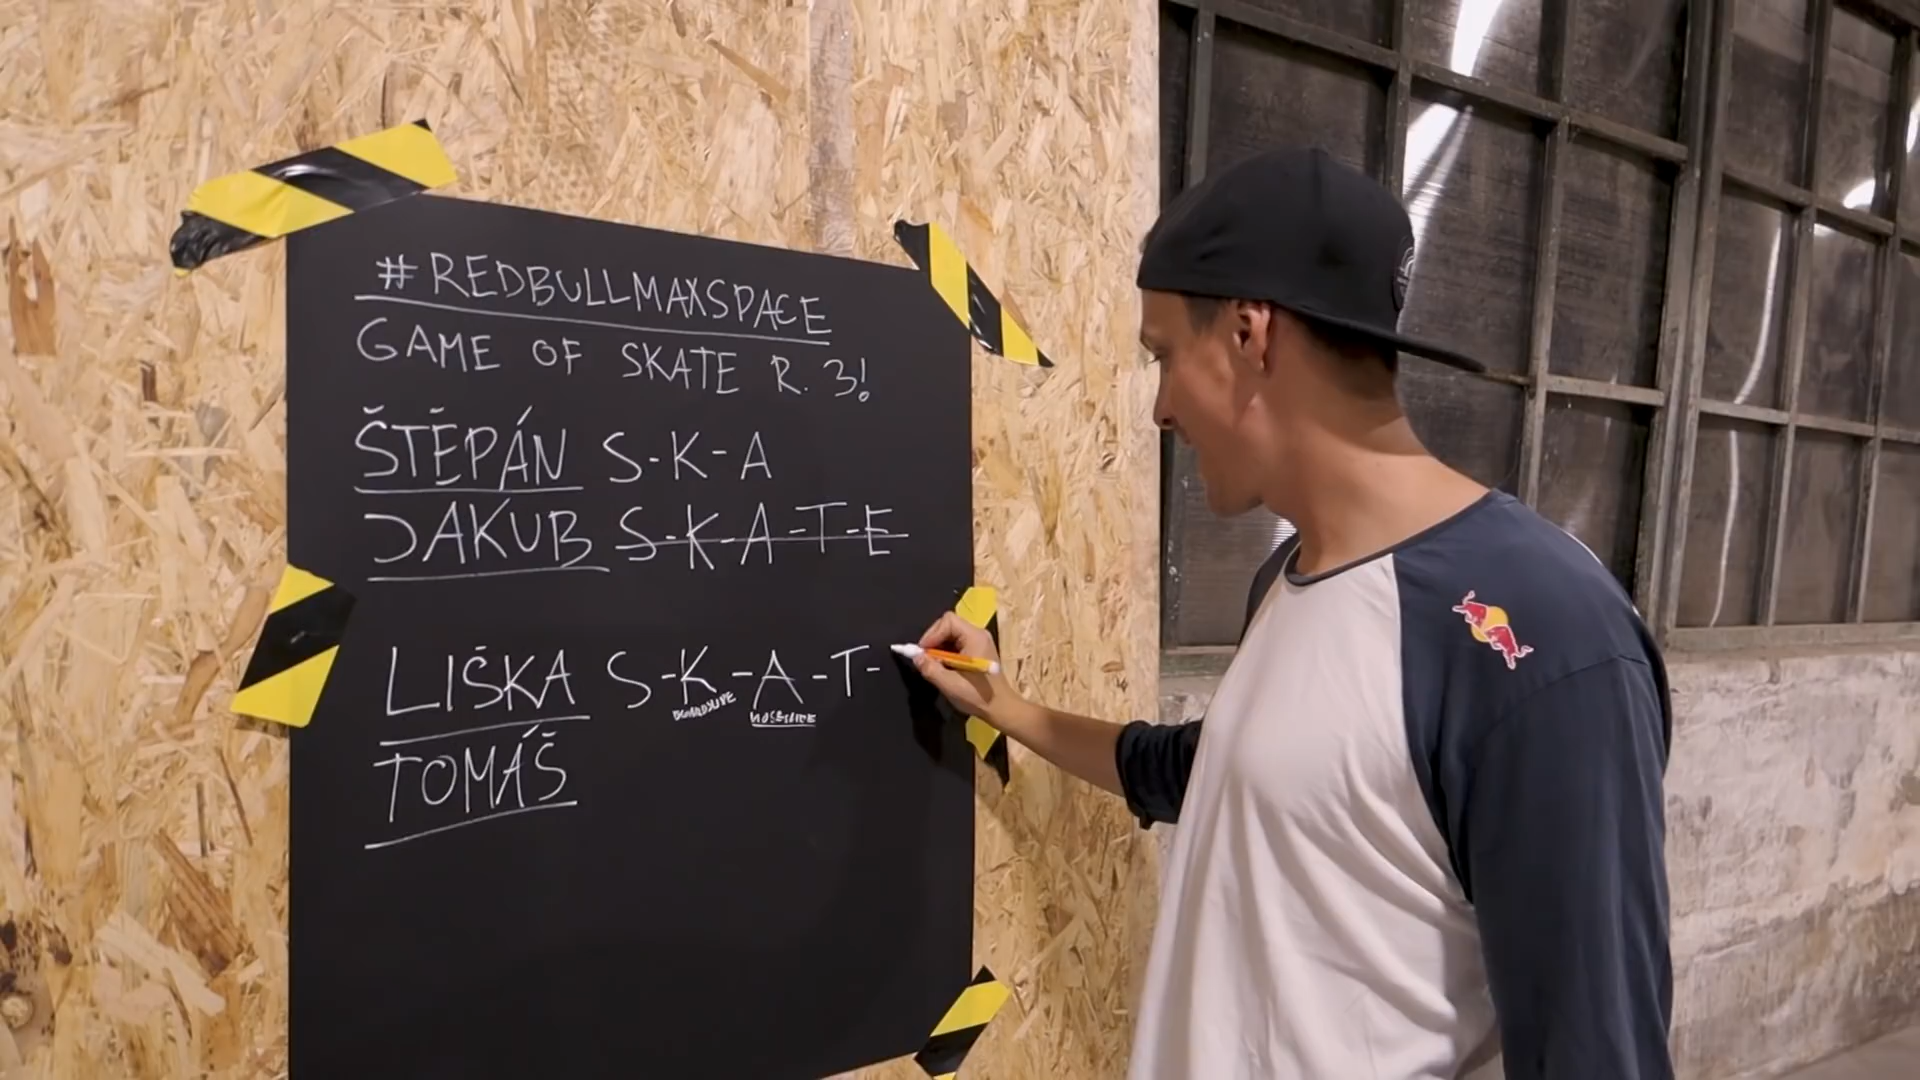 #REDBULLMAXSPACE
GAME OF SKATE R. 3!
ŠTĚPÁN S-K-A
JAKUB S-K-A-T-E
LIŠKA S-K-A-T-
TOMÁŠ